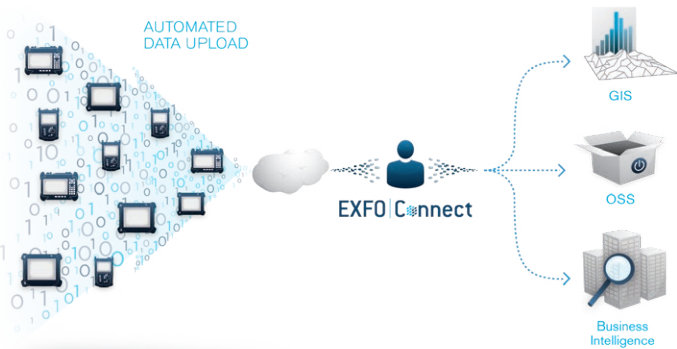 AUTOMATED
DATA UPLOAD
GIS
EXFO|Connect
OSS
Business
Intelligence